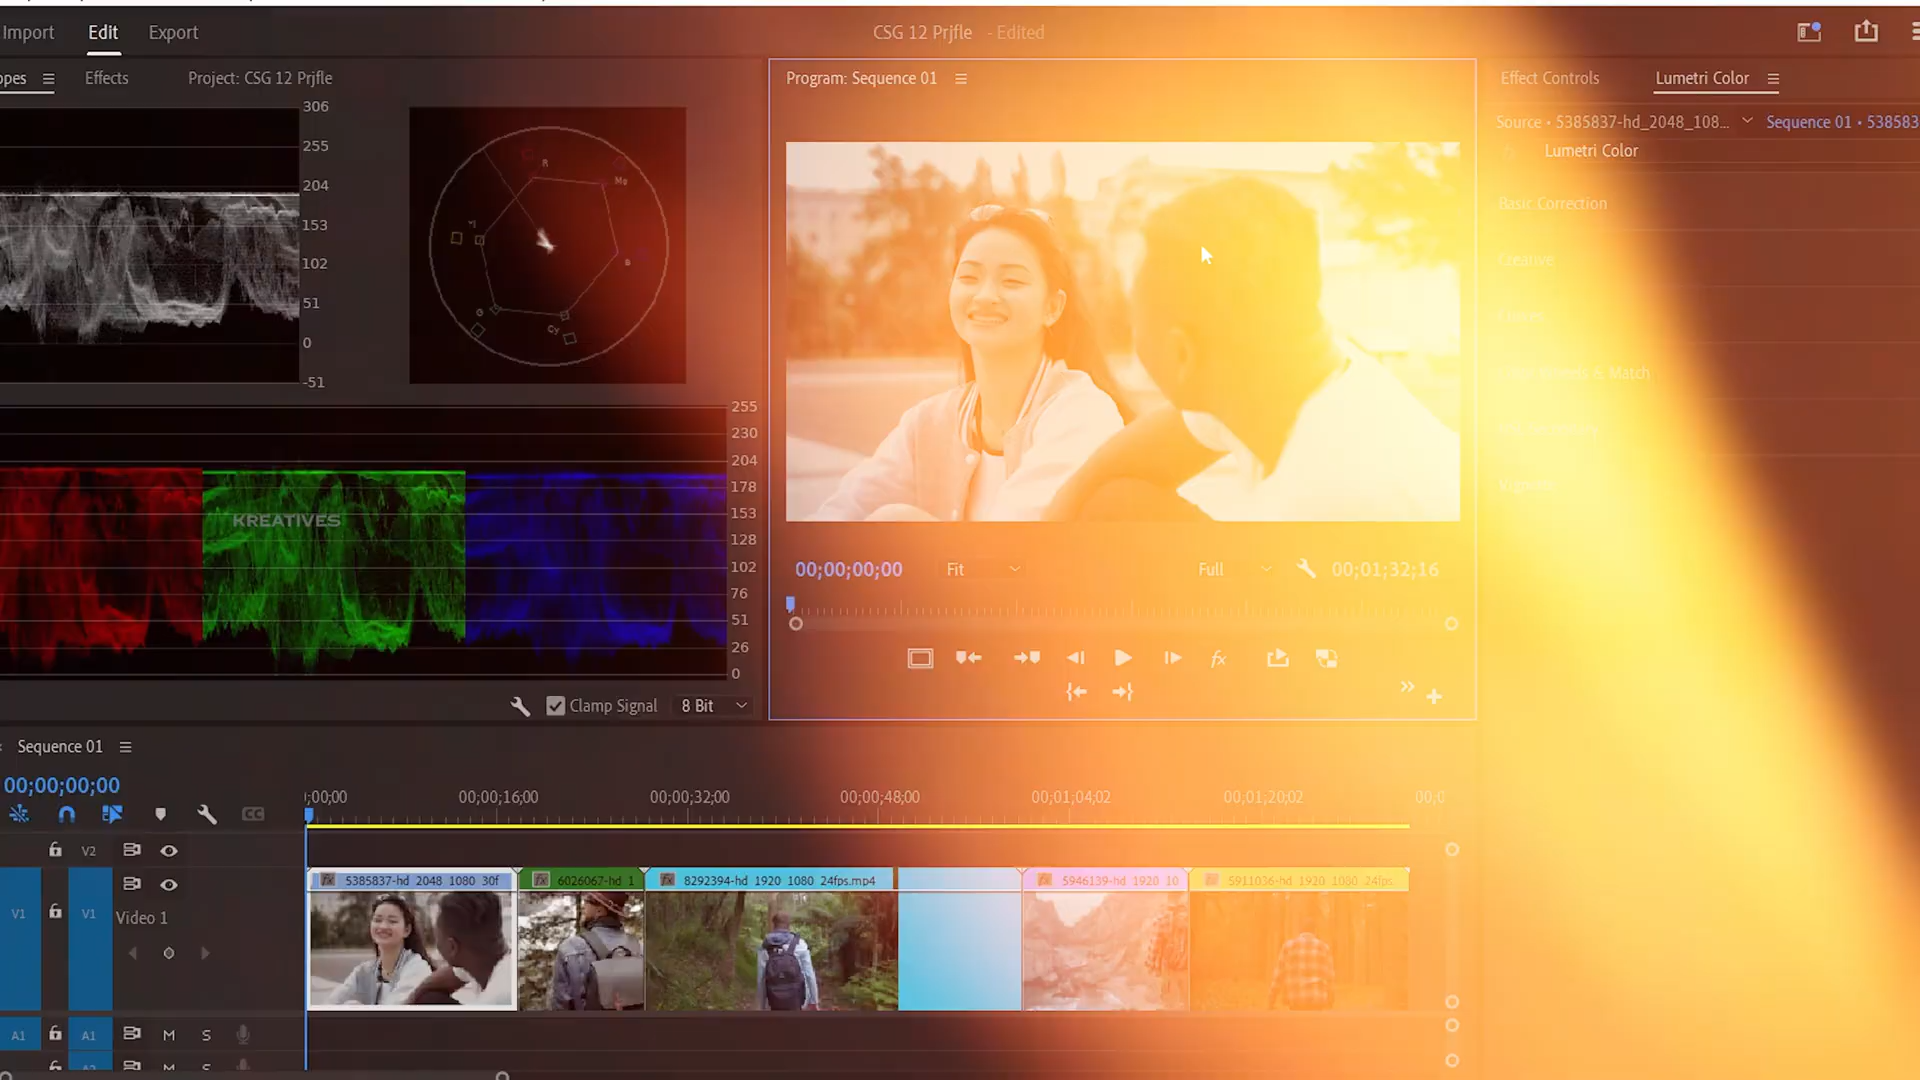 Import Edit Export CSG 12 Prjfle - Edited
opes Effects Project: CSG 12 Prjfle Program: Sequence 01 Effect Controls Lumetri Color
Source • 5385837-hd_2048_108... Sequence 01 • 538583
Lumetri Color
Basic Correction
Creative
Curves
& Match
306
255
204
153
102
51
0
-51
R
Mg
B
Cy
G
Yl
255
230
204
178
153
128
102
76
51
26
0
KREATIVES
Clamp Signal 8 Bit
00;00;00;00 Fit Full 00;01;32;16
Sequence 01
00;00;00;00
;00;00 00;00;16;00 00;00;32;00 00;00;48;00 00;01;04;02 00;01;20;02 00;0
V2
5385837-hd_2048_1080_30f 6026067-hd_1 8292394-hd_1920_1080_24fps.mp4 5946139-hd_1920_10 5911036-hd_1920_1080_24fps.
V1 V1 Video 1
A1 A1 M S
A2 M S